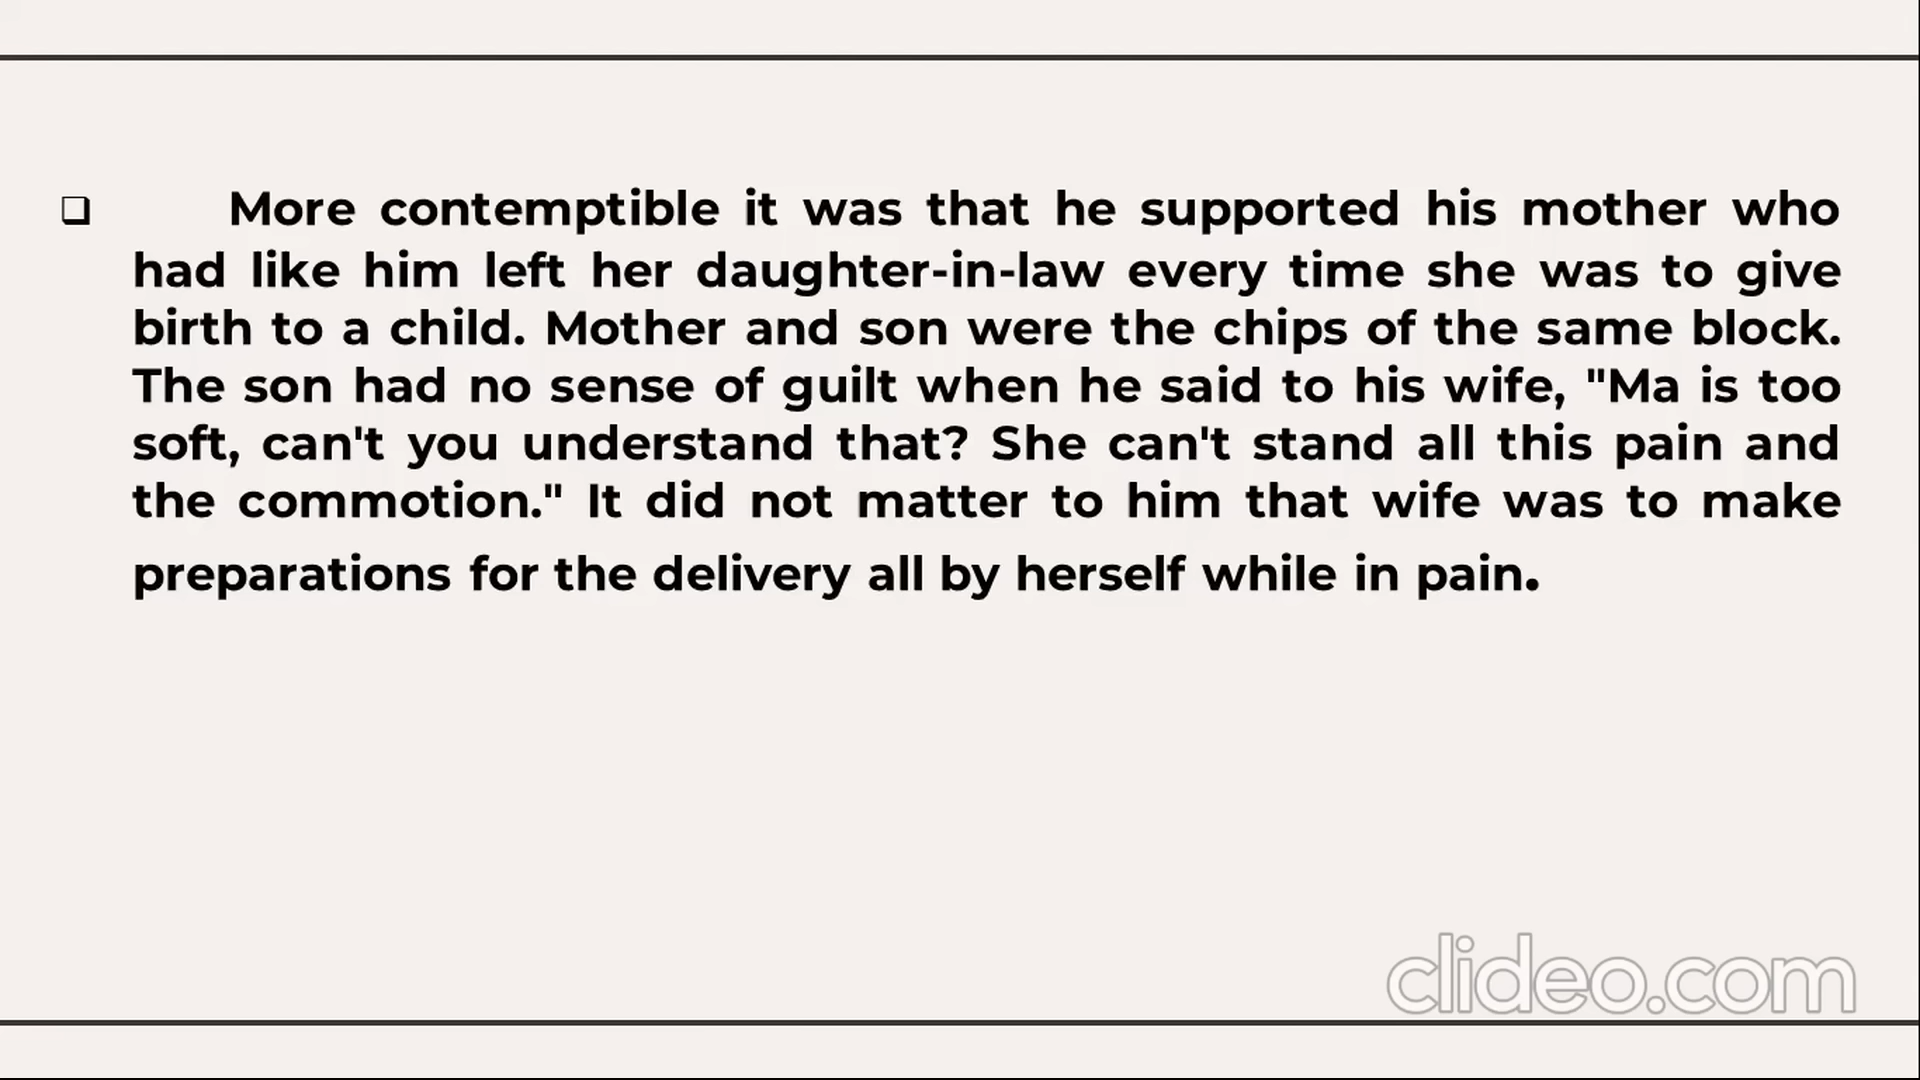 ❑ More contemptible it was that he supported his mother who
had like him left her daughter-in-law every time she was to give
birth to a child. Mother and son were the chips of the same block.
The son had no sense of guilt when he said to his wife, "Ma is too
soft, can't you understand that? She can't stand all this pain and
the commotion." It did not matter to him that wife was to make
preparations for the delivery all by herself while in pain.
clideo.com